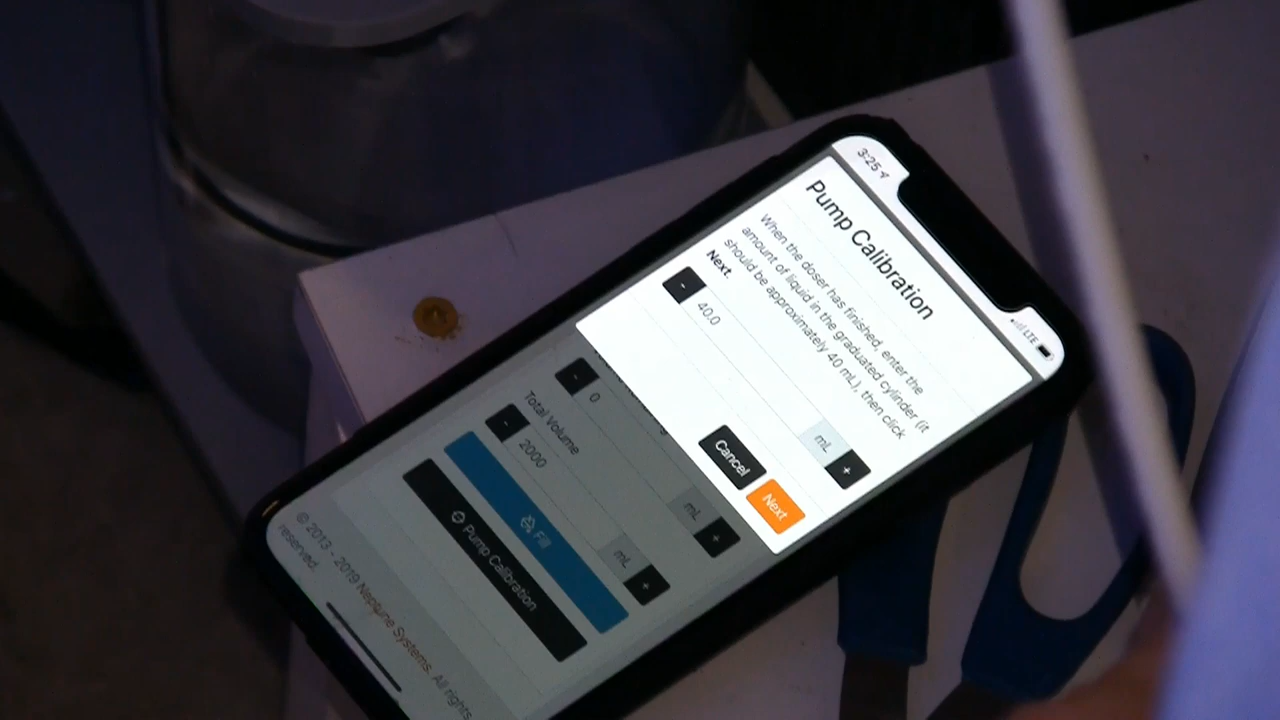 3:25
LTE
Pump Calibration
When the doser has finished, enter the
amount of liquid in the graduated cylinder (it
should be approximately 40 mL), then click
Next.
- 40.0 mL +
Cancel Next
- 0 mL +
Total Volume
- 2000 mL +
Fill
Pump Calibration
© 2013 - 2019 Neptune Systems. All rights
reserved.